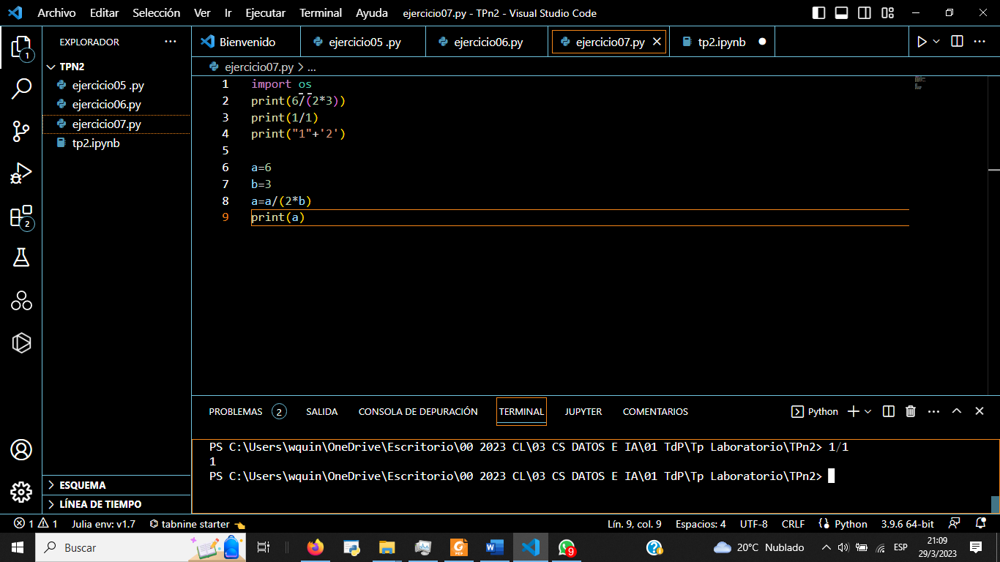 Archivo Editar Selección Ver Ir Ejecutar Terminal Ayuda ejercicio07.py - TPn2 - Visual Studio Code
EXPLORADOR ...
Bienvenido ejercicio05 .py ejercicio06.py ejercicio07.py tp2.ipynb
1
TPN2
ejercicio05 .py
ejercicio06.py
ejercicio07.py
tp2.ipynb
2
ejercicio07.py > ...
1 import os
2 print(6/(2*3))
3 print(1/1)
4 print("1"+'2')
5
6 a=6
7 b=3
8 a=a/(2*b)
9 print(a)
PROBLEMAS 2 SALIDA CONSOLA DE DEPURACIÓN TERMINAL JUPYTER COMENTARIOS Python
PS C:\Users\wquin\OneDrive\Escritorio\00 2023 CL\03 CS DATOS E IA\01 TdP\Tp Laboratorio\TPn2> 1/1
1
PS C:\Users\wquin\OneDrive\Escritorio\00 2023 CL\03 CS DATOS E IA\01 TdP\Tp Laboratorio\TPn2>
ESQUEMA
LÍNEA DE TIEMPO
1 1 Julia env: v1.7 tabnine starter Lín. 9, col. 9 Espacios: 4 UTF-8 CRLF Python 3.9.6 64-bit
Buscar 9 20°C Nublado ESP 21:09
29/3/2023